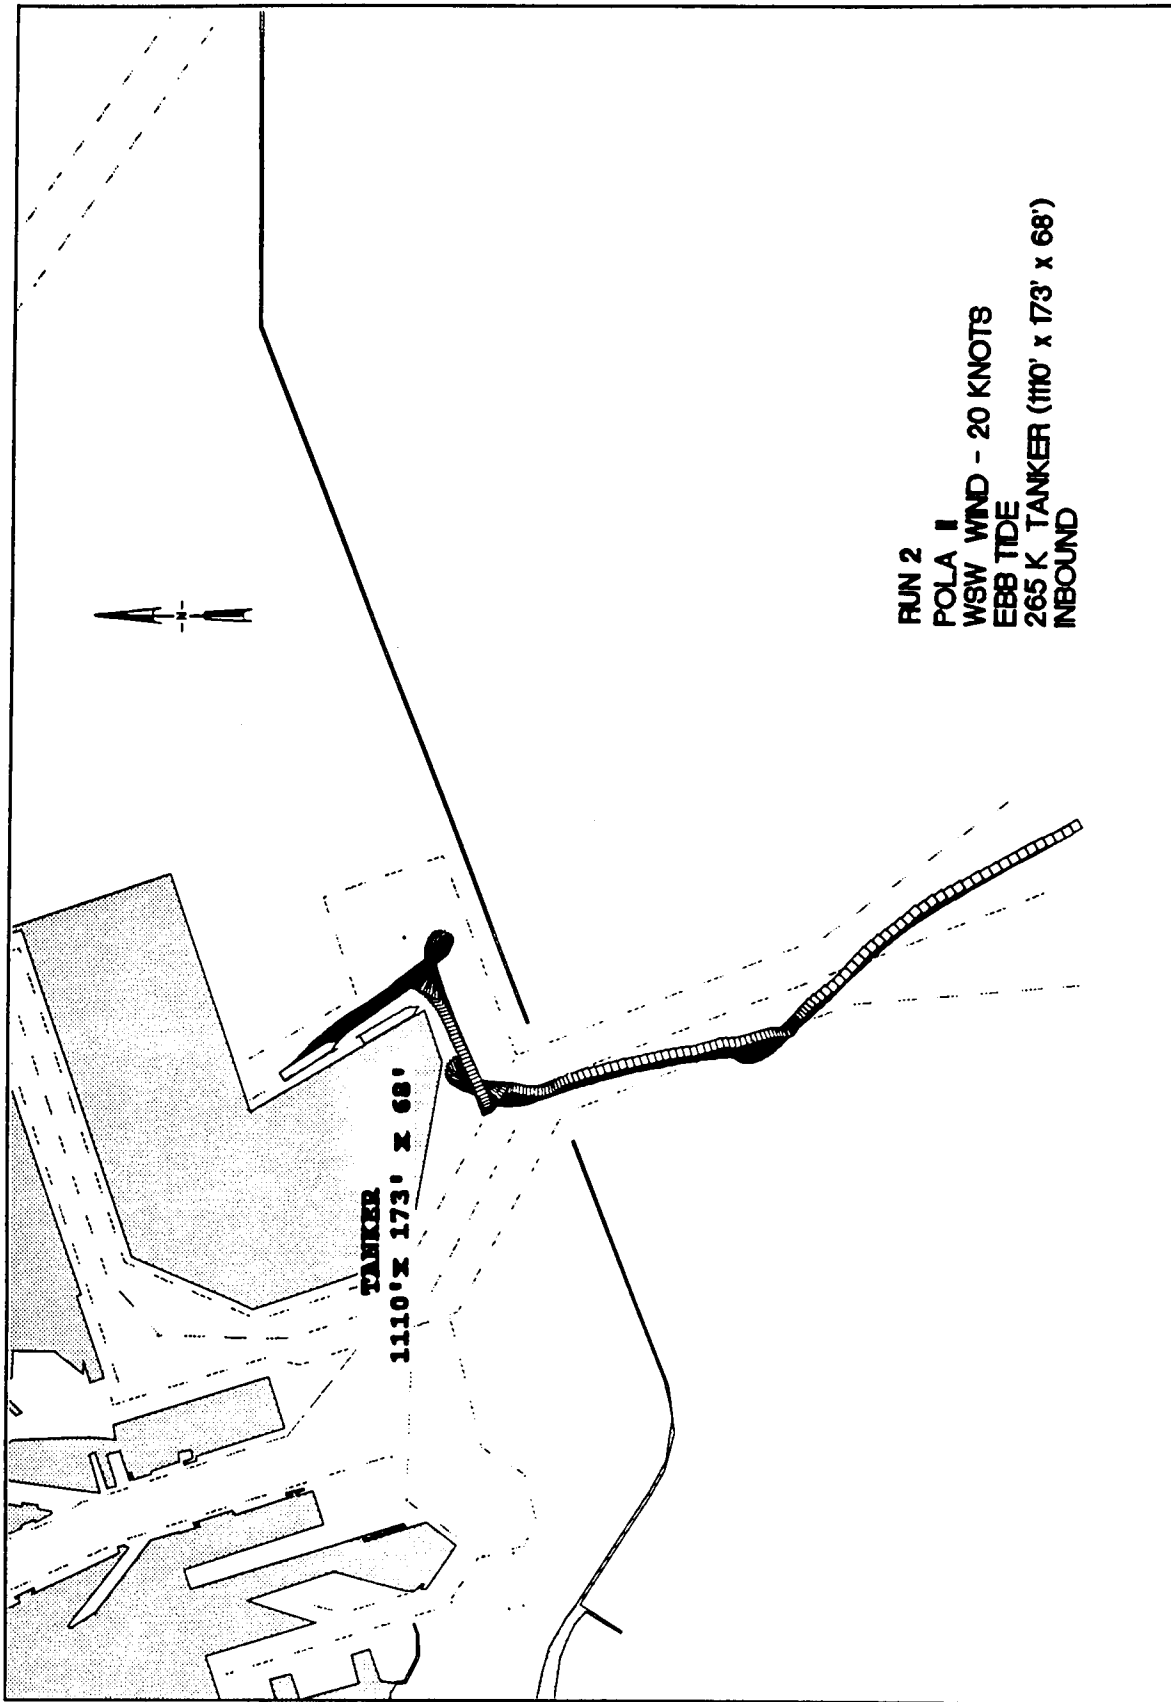 TANKER
1110'X 173' X 68'
-N-
RUN 2
POLA II
WSW WIND - 20 KNOTS
EBB TIDE
265 K TANKER (1110' x 173' x 68')
INBOUND